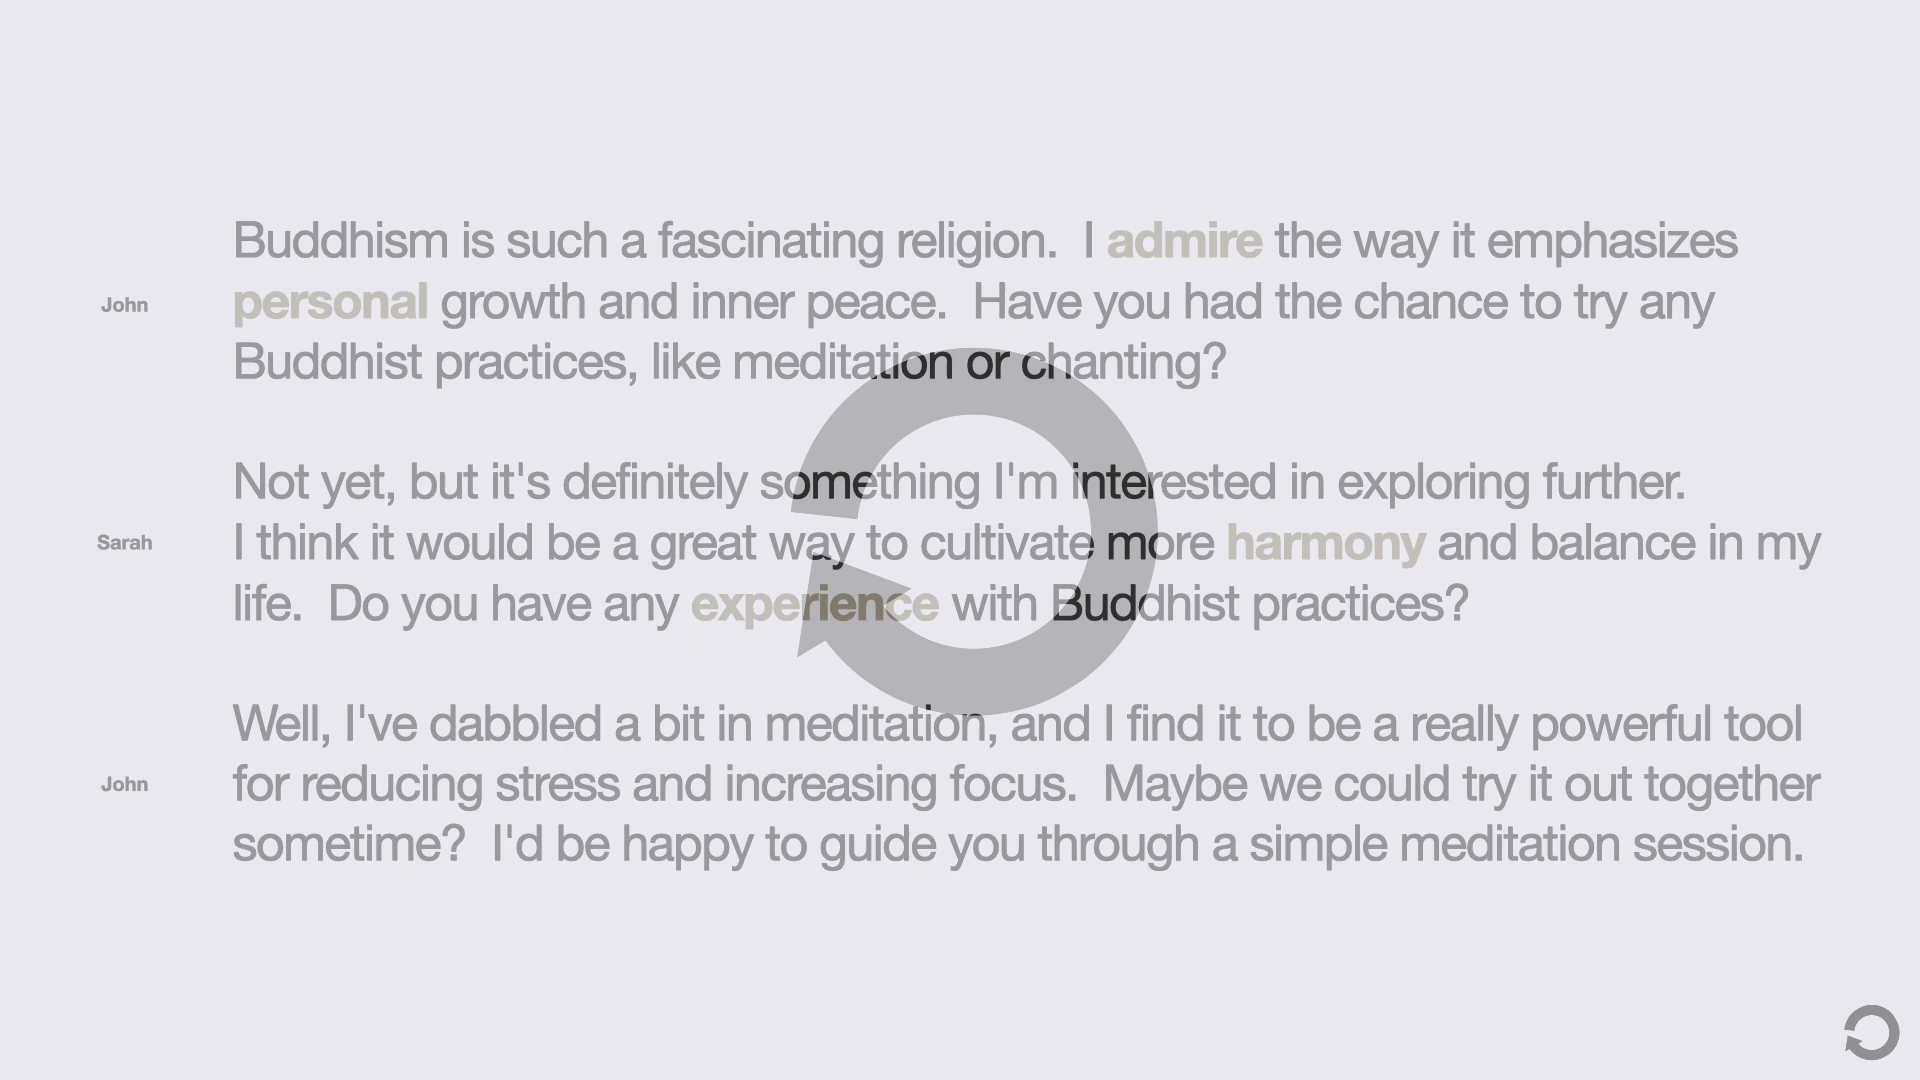 Buddhism is such a fascinating religion.  I admire the way it emphasizes
John
personal growth and inner peace.  Have you had the chance to try any
Buddhist practices, like meditation or chanting?
Not yet, but it's definitely something I'm interested in exploring further.
Sarah
I think it would be a great way to cultivate more harmony and balance in my
life.  Do you have any experience with Buddhist practices?
Well, I've dabbled a bit in meditation, and I find it to be a really powerful tool
John
for reducing stress and increasing focus.  Maybe we could try it out together
sometime?  I'd be happy to guide you through a simple meditation session.